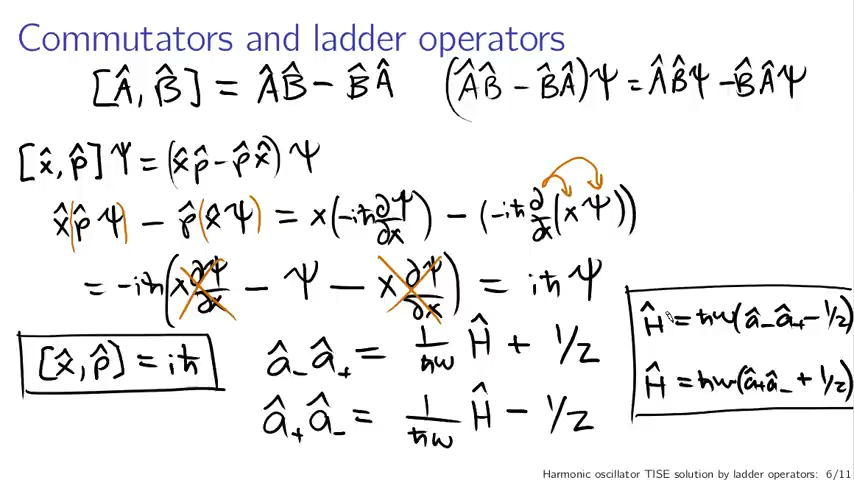 Commutators and ladder operators
[Â, B̂] = ÂB̂ − B̂Â (ÂB̂ − B̂Â)Ψ = ÂB̂Ψ − B̂ÂΨ
[x̂, p̂]Ψ = (x̂p̂ − p̂x̂)Ψ
x̂(p̂Ψ) − p̂(x̂Ψ) = x(−iħ ∂Ψ/∂x) − (−iħ ∂/∂x(xΨ))
= −iħ(x ∂Ψ/∂x − Ψ − x ∂Ψ/∂x) = iħΨ
[x̂, p̂] = iħ
â₋â₊ = 1/ħω Ĥ + 1/2
â₊â₋ = 1/ħω Ĥ − 1/2
Ĥ = ħω(â₋â₊ − 1/2)
Ĥ = ħω(â₊â₋ + 1/2)
Harmonic oscillator TISE solution by ladder operators: 6/11